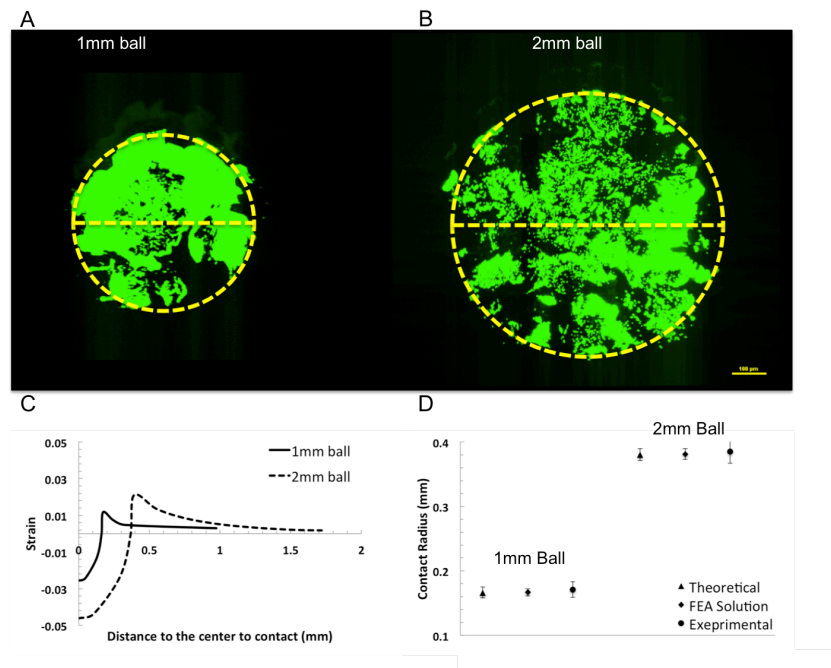 A
B
1mm ball
2mm ball
100 µm
C
D
0.05
0.03
0.01
-0.01
-0.03
-0.05
Strain
0
0.5
1
1.5
2
Distance to the center to contact (mm)
1mm ball
2mm ball
0.4
0.3
0.2
0.1
Contact Radius (mm)
2mm Ball
1mm Ball
Theoretical
FEA Solution
Exeprimental